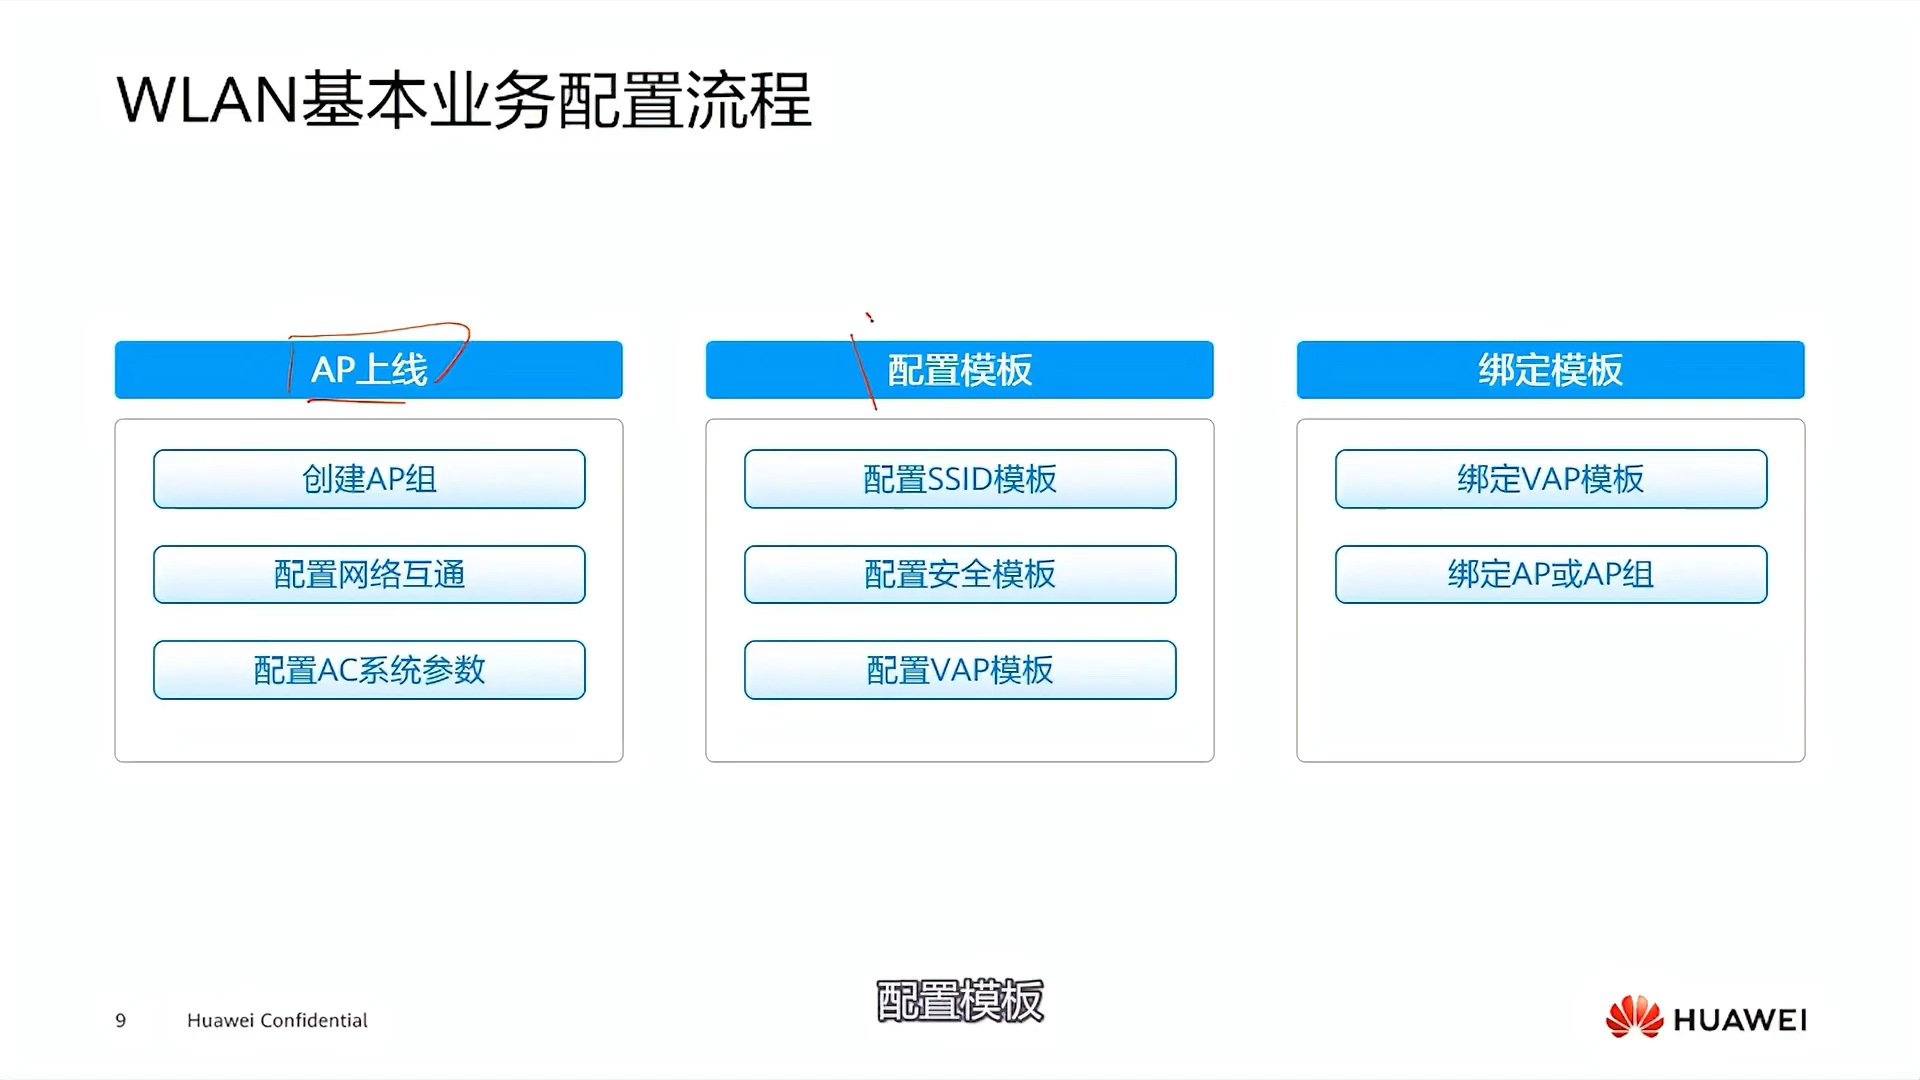 WLAN基本业务配置流程
AP上线
创建AP组
配置网络互通
配置AC系统参数
配置模板
配置SSID模板
配置安全模板
配置VAP模板
绑定模板
绑定VAP模板
绑定AP或AP组
配置模板
9
Huawei Confidential
HUAWEI